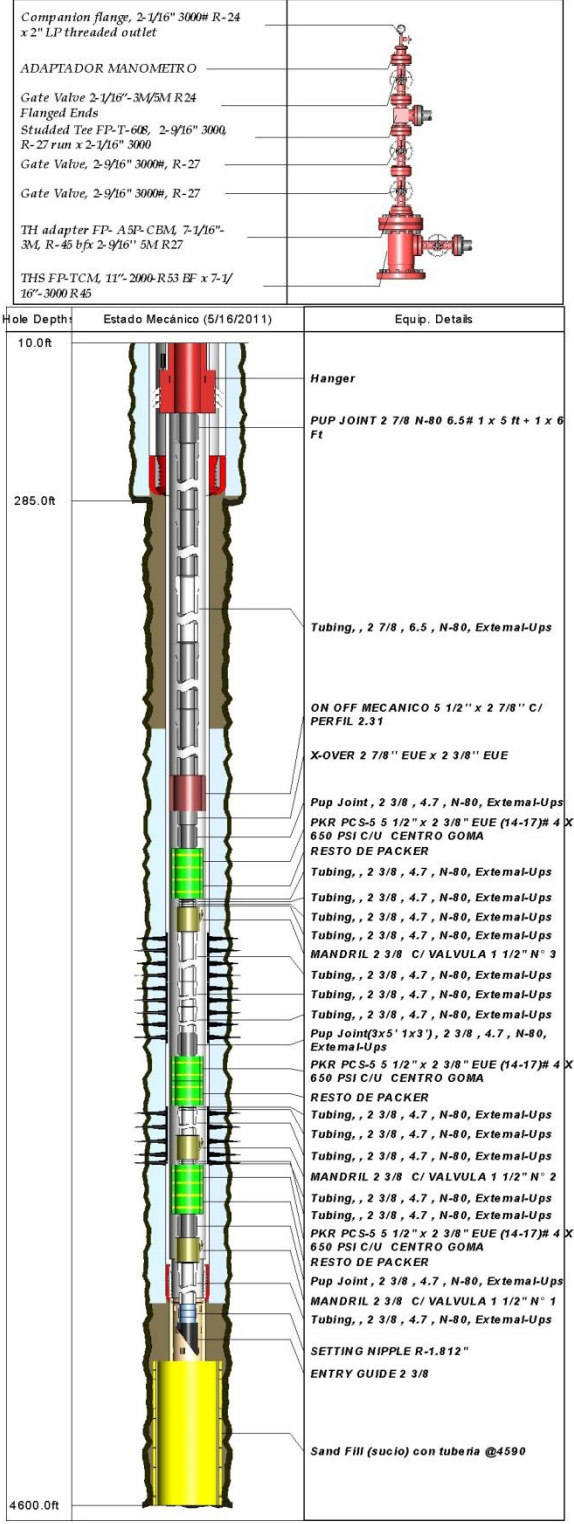 Companion flange, 2-1/16" 3000# R-24
x 2" LP threaded outlet
ADAPTADOR MANOMETRO
Gate Valve 2-1/16"-3M/5M R24
Flanged Ends
Studded Tee FP-T-608, 2-9/16" 3000,
R-27 run x 2-1/16" 3000
Gate Valve, 2-9/16" 3000#, R-27
Gate Valve, 2-9/16" 3000#, R-27
TH adapter FP- A5P-CBM, 7-1/16"-
3M, R-45 bfx 2-9/16'' 5M R27
THS FP-TCM, 11"-2000-R53 BF x 7-1/
16"-3000 R45
Hole Depths
Estado Mecánico (5/16/2011)
Equip. Details
10.0ft
Hanger
PUP JOINT 2 7/8 N-80 6.5# 1 x 5 ft + 1 x 6
Ft
285.0ft
Tubing, , 2 7/8 , 6.5 , N-80, External-Ups
ON OFF MECANICO 5 1/2'' x 2 7/8'' C/
PERFIL 2.31
X-OVER 2 7/8'' EUE x 2 3/8'' EUE
Pup Joint , 2 3/8 , 4.7 , N-80, External-Ups
PKR PCS-5 5 1/2" x 2 3/8" EUE (14-17)# 4 X
650 PSI C/U CENTRO GOMA
RESTO DE PACKER
Tubing, , 2 3/8 , 4.7 , N-80, External-Ups
Tubing, , 2 3/8 , 4.7 , N-80, External-Ups
Tubing, , 2 3/8 , 4.7 , N-80, External-Ups
Tubing, , 2 3/8 , 4.7 , N-80, External-Ups
MANDRIL 2 3/8 C/ VALVULA 1 1/2" N° 3
Tubing, , 2 3/8 , 4.7 , N-80, External-Ups
Tubing, , 2 3/8 , 4.7 , N-80, External-Ups
Tubing, , 2 3/8 , 4.7 , N-80, External-Ups
Pup Joint(3x5' 1x3') , 2 3/8 , 4.7 , N-80,
External-Ups
PKR PCS-5 5 1/2" x 2 3/8" EUE (14-17)# 4 X
650 PSI C/U CENTRO GOMA
RESTO DE PACKER
Tubing, , 2 3/8 , 4.7 , N-80, External-Ups
Tubing, , 2 3/8 , 4.7 , N-80, External-Ups
Tubing, , 2 3/8 , 4.7 , N-80, External-Ups
MANDRIL 2 3/8 C/ VALVULA 1 1/2" N° 2
Tubing, , 2 3/8 , 4.7 , N-80, External-Ups
Tubing, , 2 3/8 , 4.7 , N-80, External-Ups
PKR PCS-5 5 1/2" x 2 3/8" EUE (14-17)# 4 X
650 PSI C/U CENTRO GOMA
RESTO DE PACKER
Pup Joint , 2 3/8 , 4.7 , N-80, External-Ups
MANDRIL 2 3/8 C/ VALVULA 1 1/2" N° 1
Tubing, , 2 3/8 , 4.7 , N-80, External-Ups
SETTING NIPPLE R-1.812"
ENTRY GUIDE 2 3/8
Sand Fill (sucio) con tubería @4590
4600.0ft